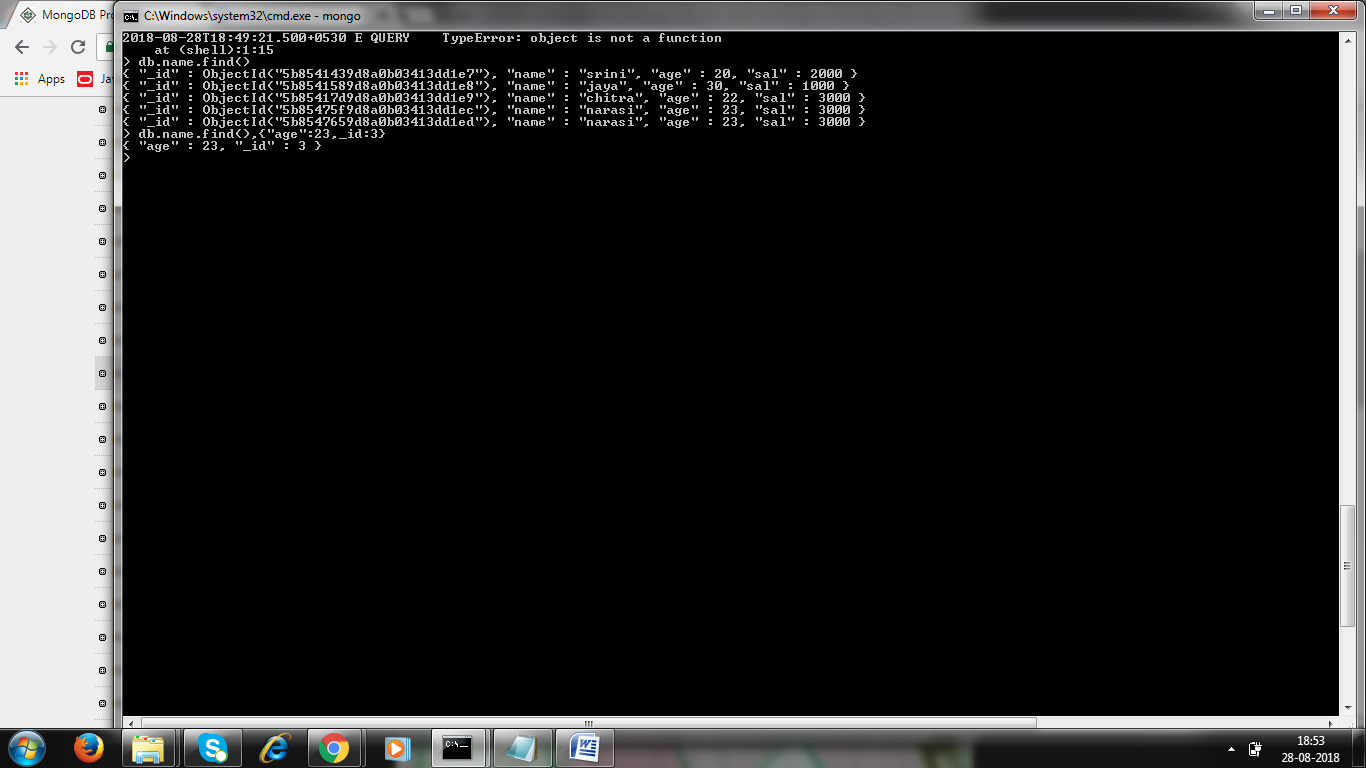 MongoDB Pro
C:\Windows\system32\cmd.exe - mongo
Apps
Ja
2018-08-28T18:49:21.500+0530 E QUERY    TypeError: object is not a function
    at (shell):1:15
> db.name.find()
{ "_id" : ObjectId("5b8541439d8a0b03413dd1e7"), "name" : "srini", "age" : 20, "sal" : 2000 }
{ "_id" : ObjectId("5b8541589d8a0b03413dd1e8"), "name" : "jaya", "age" : 30, "sal" : 1000 }
{ "_id" : ObjectId("5b85417d9d8a0b03413dd1e9"), "name" : "chitra", "age" : 22, "sal" : 3000 }
{ "_id" : ObjectId("5b85475f9d8a0b03413dd1ec"), "name" : "narasi", "age" : 23, "sal" : 3000 }
{ "_id" : ObjectId("5b8547659d8a0b03413dd1ed"), "name" : "narasi", "age" : 23, "sal" : 3000 }
> db.name.find(),{"age":23,_id:3}
{ "age" : 23, "_id" : 3 }
>
18:53
28-08-2018